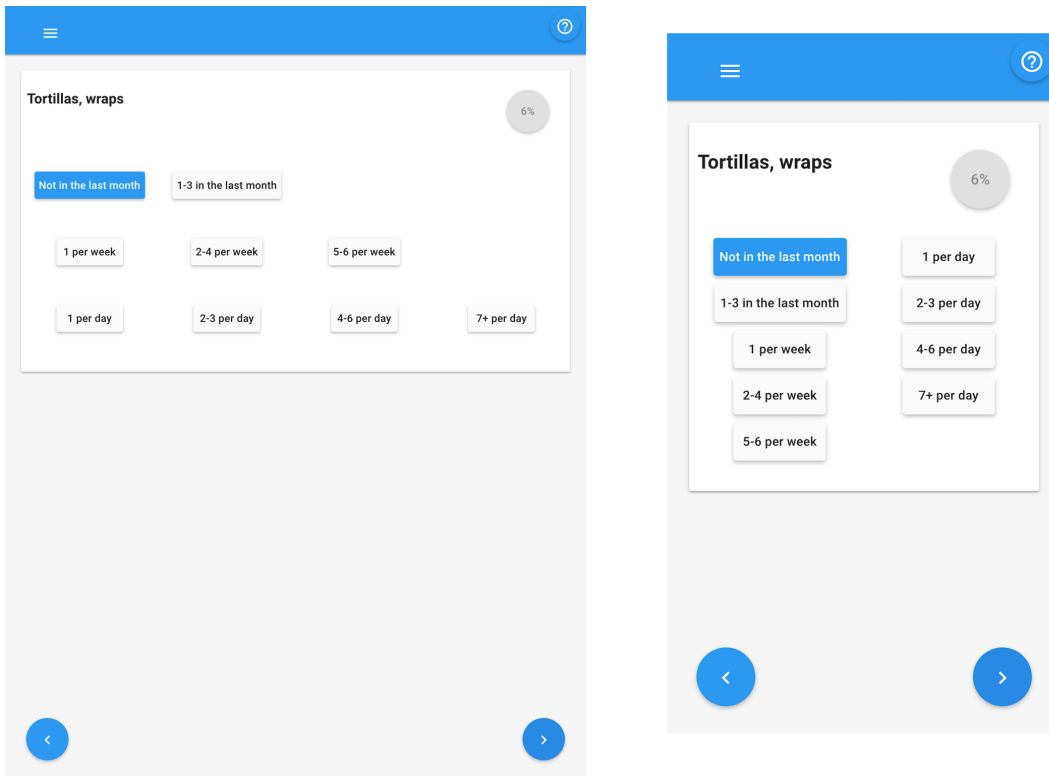 Tortillas, wraps
6%
Not in the last month 1-3 in the last month
1 per week 2-4 per week 5-6 per week
1 per day 2-3 per day 4-6 per day 7+ per day
Tortillas, wraps
6%
Not in the last month 1 per day
1-3 in the last month 2-3 per day
1 per week 4-6 per day
2-4 per week 7+ per day
5-6 per week